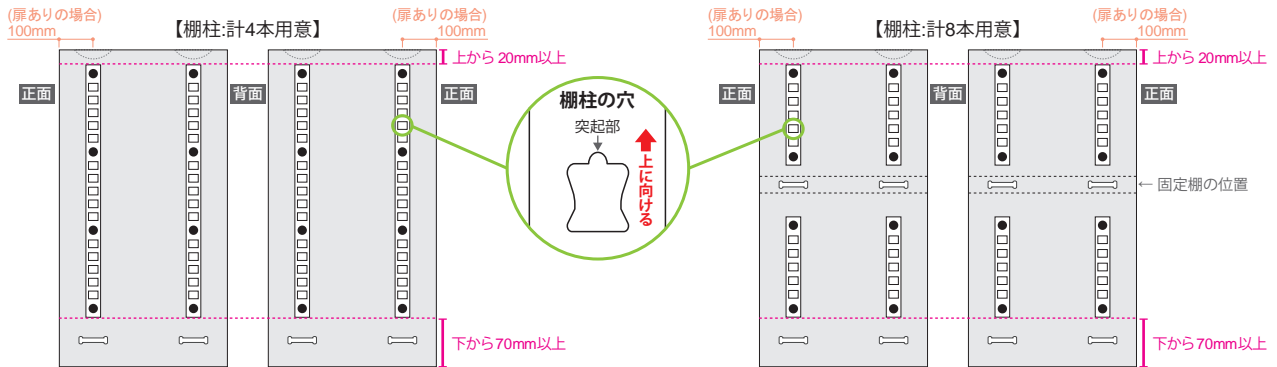 (扉ありの場合)
100mm
【棚柱:計4本用意】
(扉ありの場合)
100mm
上から 20mm以上
正面
背面
正面
棚柱の穴
突起部
上に向ける
下から70mm以上
(扉ありの場合)
100mm
【棚柱:計8本用意】
(扉ありの場合)
100mm
上から 20mm以上
正面
背面
正面
← 固定棚の位置
下から70mm以上